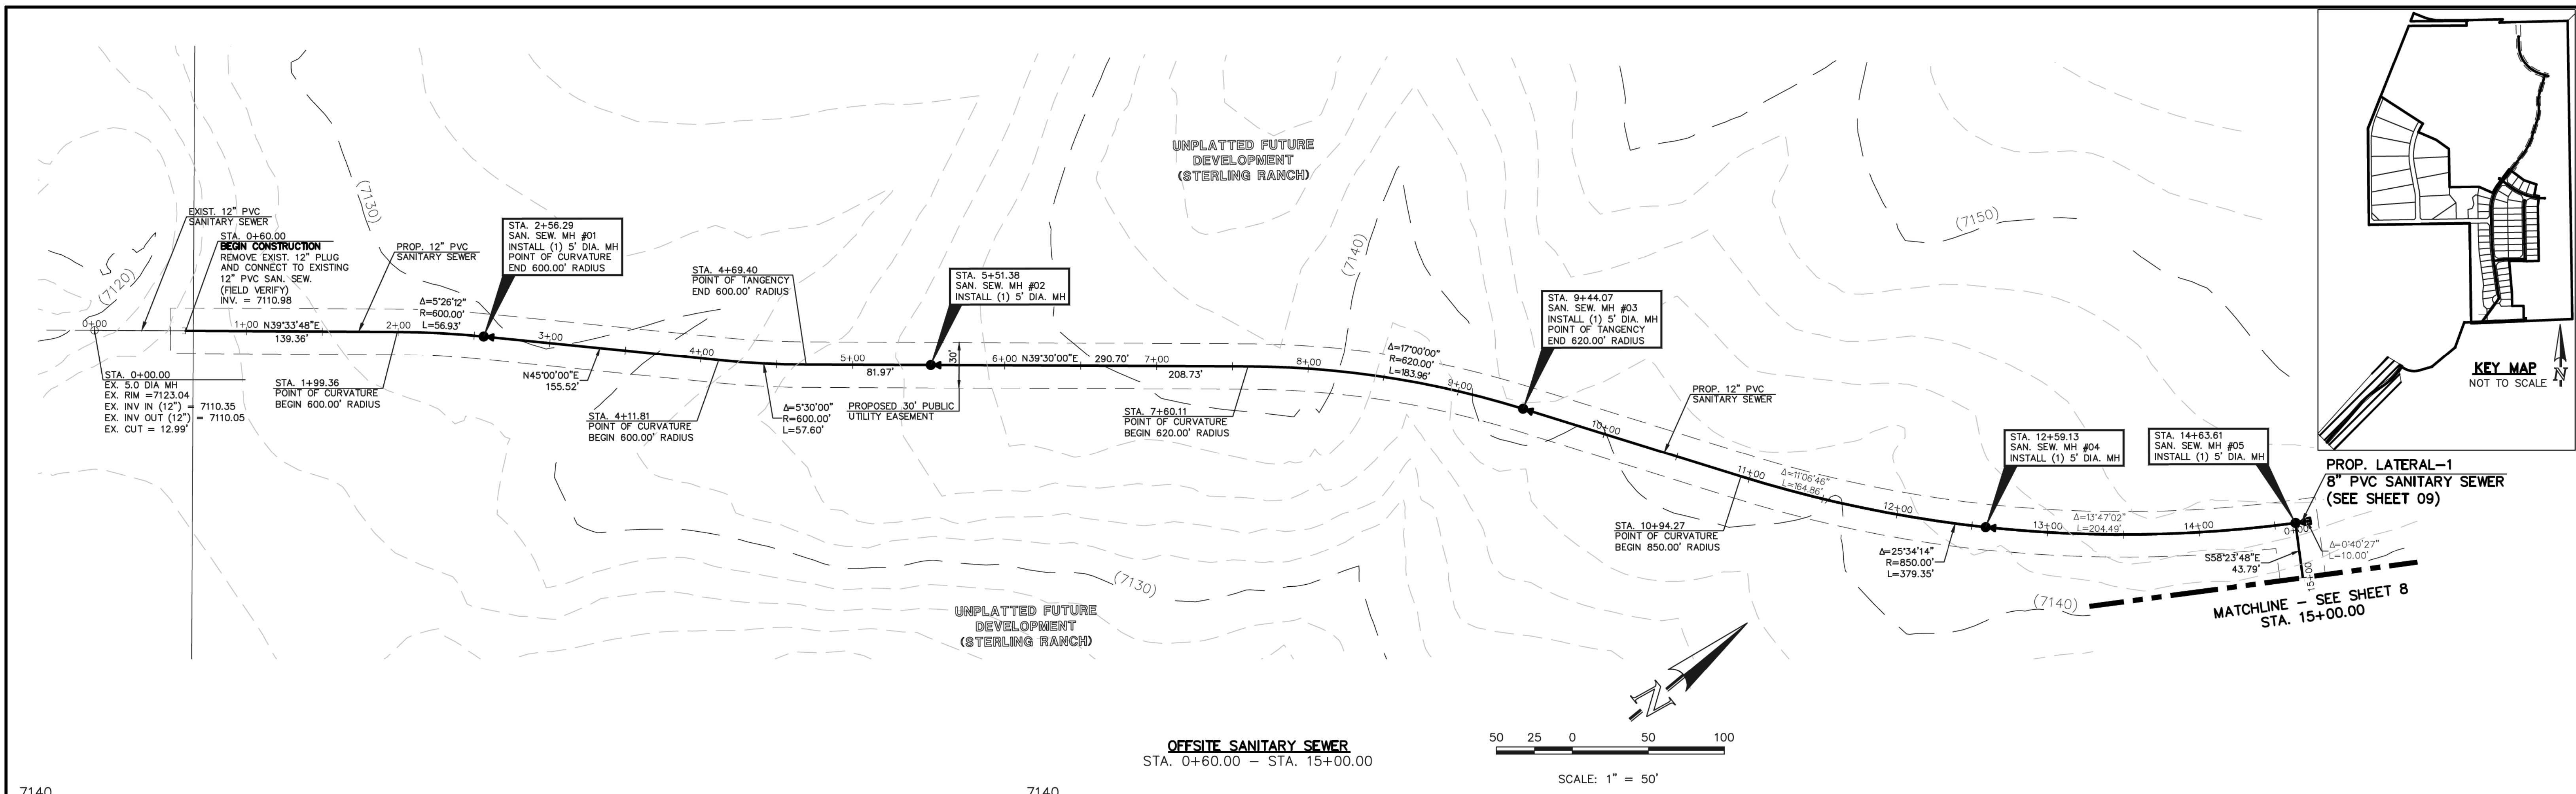 UNPLATTED FUTURE
DEVELOPMENT
(STERLING RANCH)
(7130)
(7120)
(7140)
(7150)
EXIST. 12" PVC
SANITARY SEWER
STA. 0+60.00
BEGIN CONSTRUCTION
REMOVE EXIST. 12" PLUG
AND CONNECT TO EXISTING
12" PVC SAN. SEW.
(FIELD VERIFY)
INV. = 7110.98
PROP. 12" PVC
SANITARY SEWER
STA. 2+56.29
SAN. SEW. MH #01
INSTALL (1) 5' DIA. MH
POINT OF CURVATURE
END 600.00' RADIUS
Δ=5°26'12"
R=600.00'
L=56.93'
STA. 4+69.40
POINT OF TANGENCY
END 600.00' RADIUS
STA. 5+51.38
SAN. SEW. MH #02
INSTALL (1) 5' DIA. MH
STA. 9+44.07
SAN. SEW. MH #03
INSTALL (1) 5' DIA. MH
POINT OF TANGENCY
END 620.00' RADIUS
Δ=17°00'00"
R=620.00'
L=183.96'
PROP. 12" PVC
SANITARY SEWER
STA. 12+59.13
SAN. SEW. MH #04
INSTALL (1) 5' DIA. MH
STA. 14+63.61
SAN. SEW. MH #05
INSTALL (1) 5' DIA. MH
PROP. LATERAL-1
8" PVC SANITARY SEWER
(SEE SHEET 09)
0+00
1+00
N39°33'48"E
139.36'
2+00
3+00
4+00
5+00
81.97'
30'
6+00
N39°30'00"E
290.70'
7+00
208.73'
8+00
9+00
10+00
11+00
Δ=11°06'46"
L=164.86'
12+00
13+00
Δ=13°47'02"
L=204.49'
14+00
0+00
Δ=0°40'27"
L=10.00'
S58°23'48"E
43.79'
15+00
STA. 0+00.00
EX. 5.0 DIA MH
EX. RIM =7123.04
EX. INV IN (12") = 7110.35
EX. INV OUT (12") = 7110.05
EX. CUT = 12.99'
STA. 1+99.36
POINT OF CURVATURE
BEGIN 600.00' RADIUS
N45°00'00"E
155.52'
STA. 4+11.81
POINT OF CURVATURE
BEGIN 600.00' RADIUS
Δ=5°30'00"
R=600.00'
L=57.60'
PROPOSED 30' PUBLIC
UTILITY EASEMENT
STA. 7+60.11
POINT OF CURVATURE
BEGIN 620.00' RADIUS
STA. 10+94.27
POINT OF CURVATURE
BEGIN 850.00' RADIUS
Δ=25°34'14"
R=850.00'
L=379.35'
(7140)
MATCHLINE - SEE SHEET 8
STA. 15+00.00
(7130)
UNPLATTED FUTURE
DEVELOPMENT
(STERLING RANCH)
N
KEY MAP
NOT TO SCALE
N
OFFSITE SANITARY SEWER
STA. 0+60.00 - STA. 15+00.00
50 25 0 50 100
SCALE: 1" = 50'
7140
7140